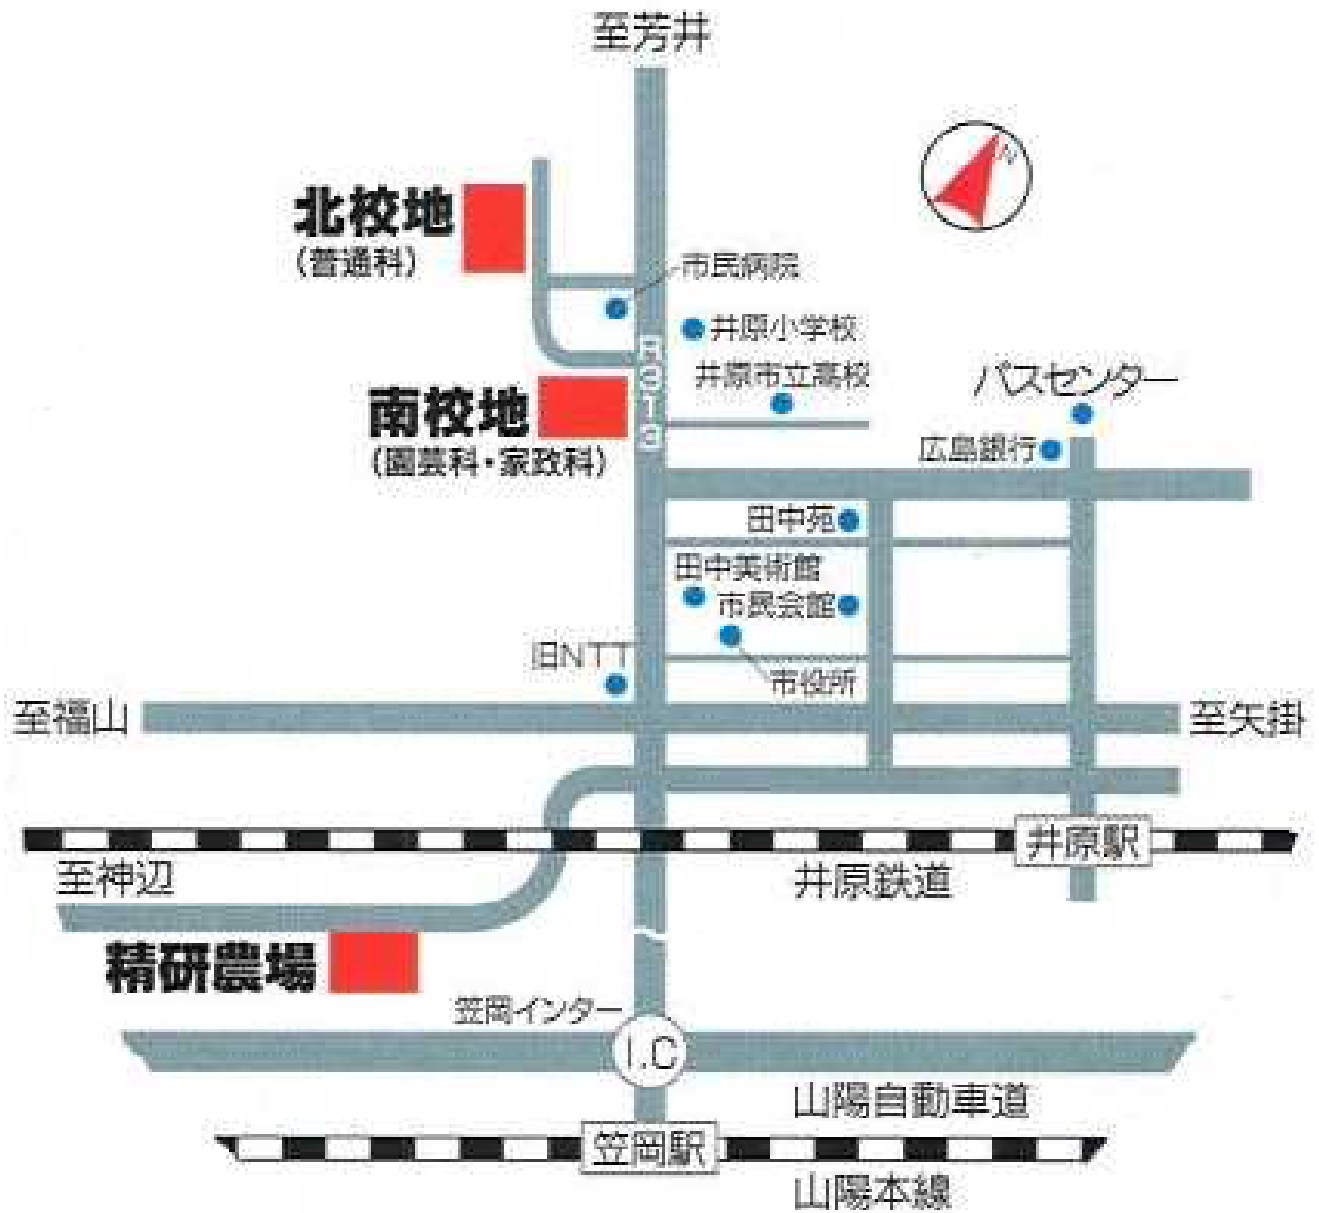 至芳井
N
北校地
(普通科)
市民病院
井原小学校
井原市立高校
バスセンター
南校地
(園芸科・家政科)
広島銀行
田中苑
田中美術館
市民会館
旧NTT
市役所
至福山
至矢掛
井原駅
至神辺
井原鉄道
精研農場
笠岡インター
I.C
山陽自動車道
笠岡駅
山陽本線